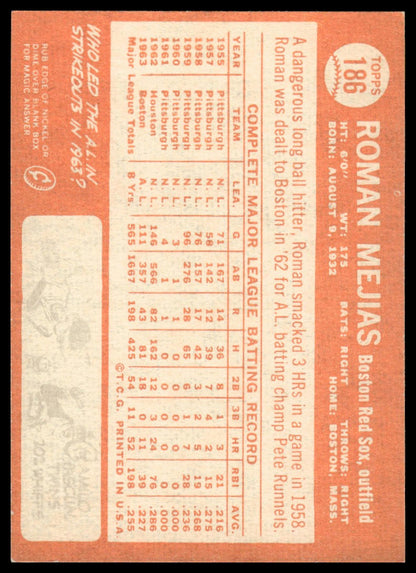 TOPPS
186
ROMAN MEJIAS Boston Red Sox, outfield
HT: 6'0" WT: 175 BATS: RIGHT THROWS: RIGHT
BORN: AUGUST 9, 1932 HOME: BOSTON, MASS.
A dangerous long ball hitter, Roman smacked 3 HRs in a game in 1958.
Roman was dealt to Boston in '62 for A.L. batting champ Pete Runnels.
COMPLETE MAJOR LEAGUE BATTING RECORD
YEAR TEAM LEA. G AB R H 2B 3B HR RBI AVG.
1955 Pittsburgh N. L. 71 167 14 36 8 1 3 21 .216
1957 Pittsburgh N. L. 58 142 12 39 7 4 2 15 .275
1958 Pittsburgh N. L. 76 157 17 42 3 2 5 19 .268
1959 Pittsburgh N. L. 96 276 28 65 6 1 7 28 .236
1960 Pittsburgh N. L. 3 1 1 0 0 0 0 0 .000
1961 Pittsburgh N. L. 4 1 1 0 0 0 0 0 .000
1962 Houston N. L. 146 566 82 162 12 3 24 76 .286
1963 Boston A. L. 111 357 43 81 18 0 11 39 .227
Major League Totals 8 Yrs. 565 1667 198 425 54 11 52 198 .255
©T.C.G. PRINTED IN U.S.A.
WHO LED THE A.L. IN
STRIKEOUTS IN 1963?
RUB EDGE OF NICKEL OR
DIME OVER BLANK BOX
FOR MAGIC ANSWER.
5¢
CAMILO
PASCUAL
TWINS
202 WHIFFS